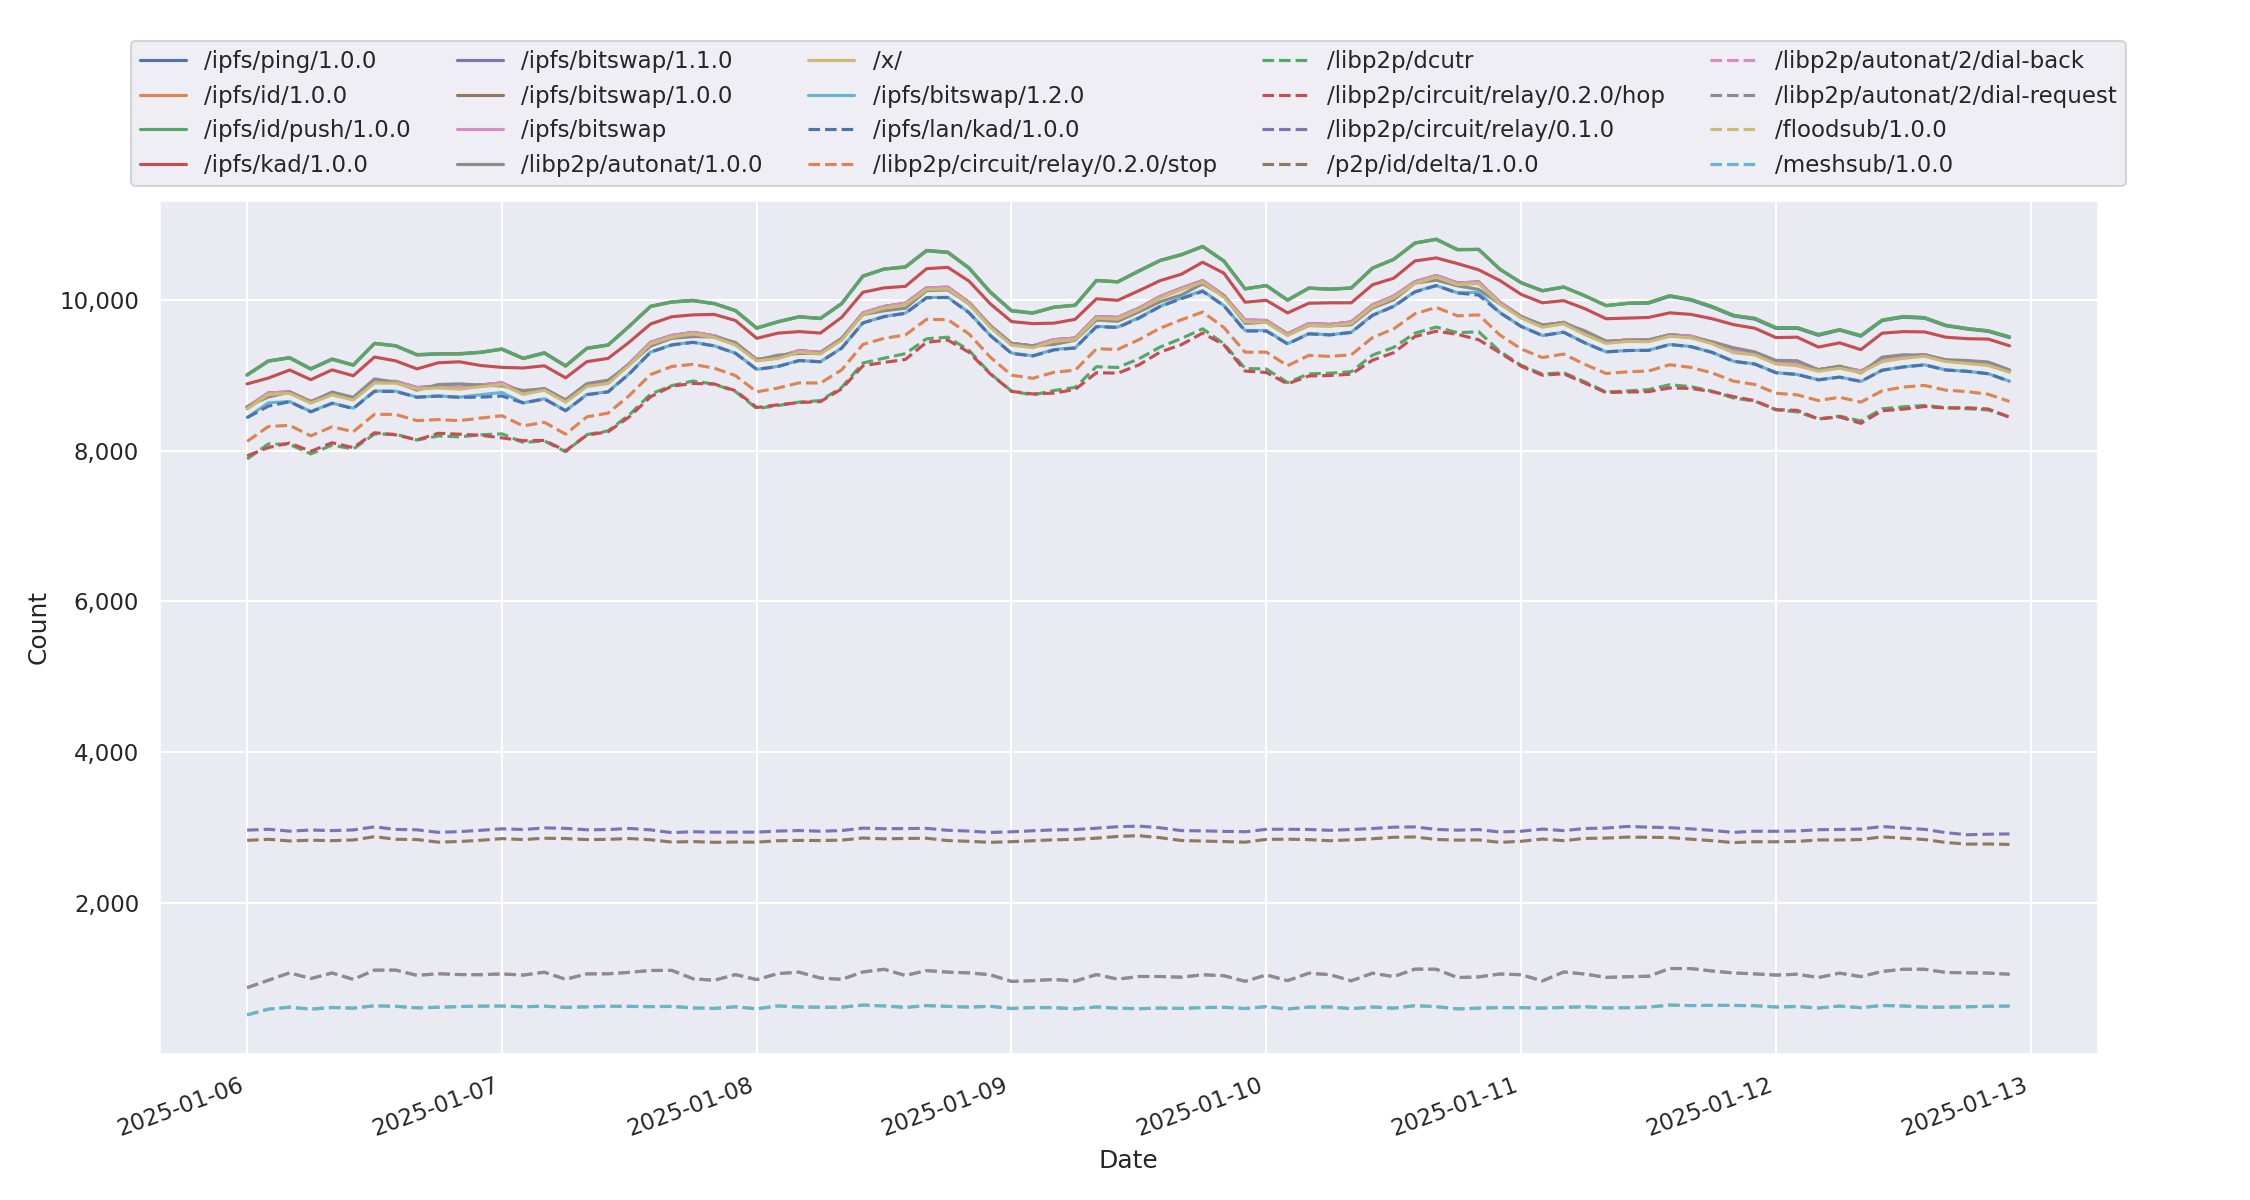 /ipfs/ping/1.0.0
/ipfs/id/1.0.0
/ipfs/id/push/1.0.0
/ipfs/kad/1.0.0
/ipfs/bitswap/1.1.0
/ipfs/bitswap/1.0.0
/ipfs/bitswap
/libp2p/autonat/1.0.0
/x/
/ipfs/bitswap/1.2.0
/ipfs/lan/kad/1.0.0
/libp2p/circuit/relay/0.2.0/stop
/libp2p/dcutr
/libp2p/circuit/relay/0.2.0/hop
/libp2p/circuit/relay/0.1.0
/p2p/id/delta/1.0.0
/libp2p/autonat/2/dial-back
/libp2p/autonat/2/dial-request
/floodsub/1.0.0
/meshsub/1.0.0
10,000
8,000
6,000
4,000
2,000
Count
2025-01-06
2025-01-07
2025-01-08
2025-01-09
2025-01-10
2025-01-11
2025-01-12
2025-01-13
Date